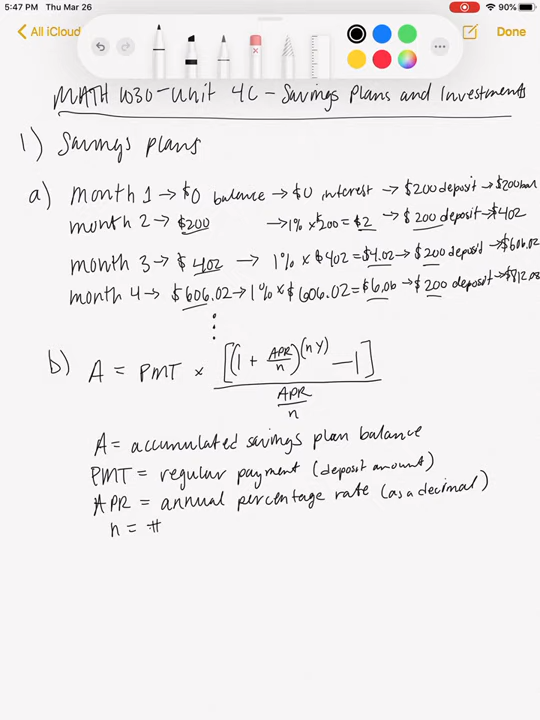 5:47 PM Thu Mar 26 90%
All iCloud Done
MATH 1030-Unit 4C - Savings Plans and Investments
1) Savings Plans
a) month 1 → $0 balance → $0 interest → $200 deposit → $200 bal
month 2 → $200 → 1% × $200 = $2 → $200 deposit → $402
month 3 → $402 → 1% × $402 = $4.02 → $200 deposit → $606.02
month 4 → $606.02 → 1% × $606.02 = $6.06 → $200 deposit → $812.08
⋮
b) A = PMT × [(1 + APR/n)^(nY) - 1]
APR/n
A = accumulated savings plan balance
PMT = regular payment (deposit amount)
APR = annual percentage rate (as a decimal)
n = #